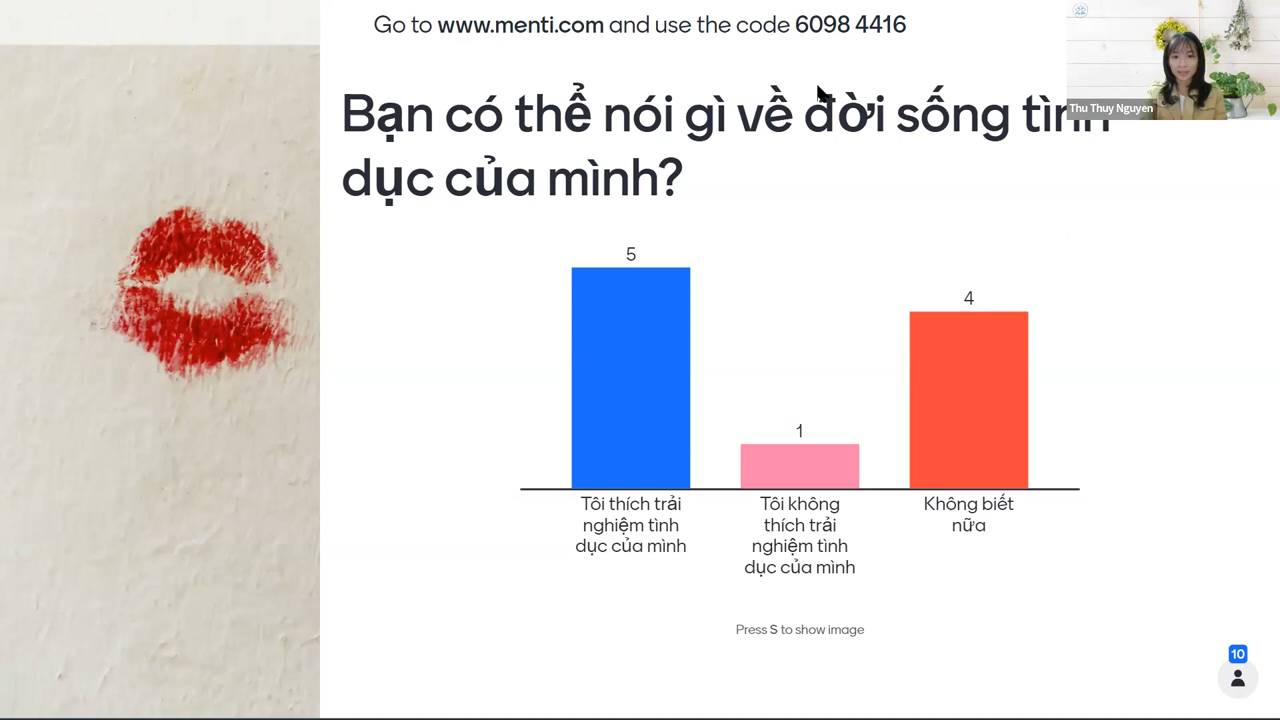 Go to www.menti.com and use the code 6098 4416
Thu Thuy Nguyen
Bạn có thể nói gì về đời sống tình
dục của mình?
5
1
4
Tôi thích trải
nghiệm tình
dục của mình
Tôi không
thích trải
nghiệm tình
dục của mình
Không biết
nữa
Press S to show image
10